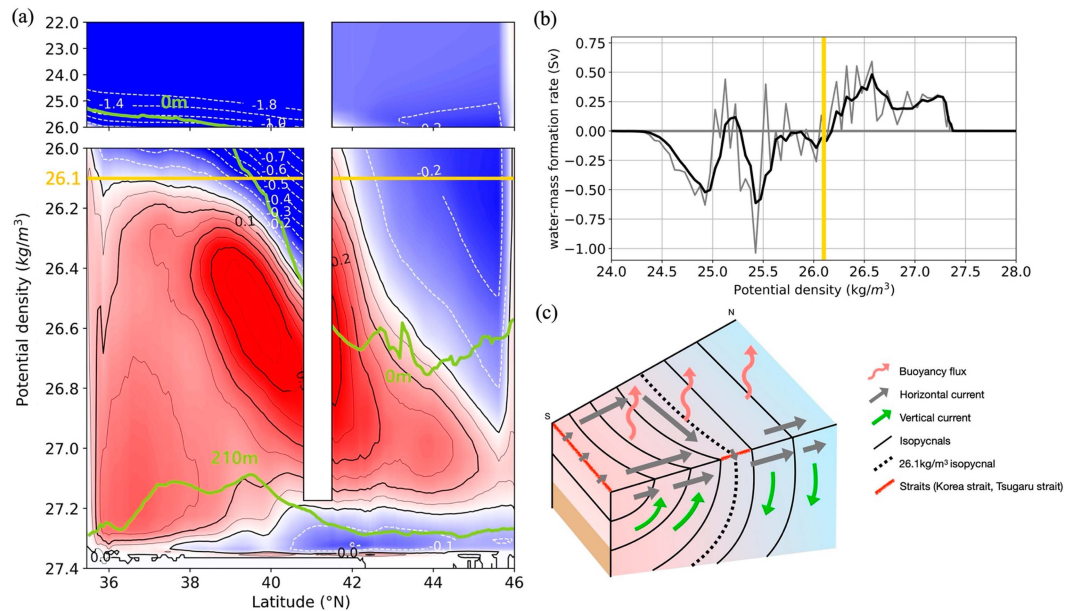 (a)
22.0
23.0
24.0
25.0
26.0
-1.4
0m
-1.8
26.0
26.1
26.2
26.4
26.6
26.8
27.0
27.2
27.4
Potential density (kg/m³)
-0.7
-0.6
-0.5
-0.4
-0.3
-0.2
0.1
0.2
-0.2
0m
210m
0.0
0.0
-0.1
36
38
40
42
44
46
Latitude (°N)
(b)
water-mass formation rate (Sv)
0.75
0.50
0.25
0.00
−0.25
−0.50
−0.75
−1.00
24.0
24.5
25.0
25.5
26.0
26.5
27.0
27.5
28.0
Potential density (kg/m³)
(c)
N
S
Buoyancy flux
Horizontal current
Vertical current
Isopycnals
26.1kg/m³ isopycnal
Straits (Korea strait, Tsugaru strait)